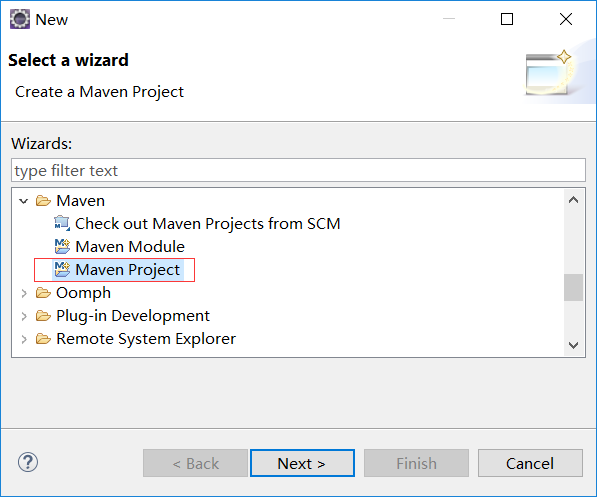 New
Select a wizard
Create a Maven Project
Wizards:
type filter text
Maven
Check out Maven Projects from SCM
Maven Module
Maven Project
Oomph
Plug-in Development
Remote System Explorer
< Back
Next >
Finish
Cancel